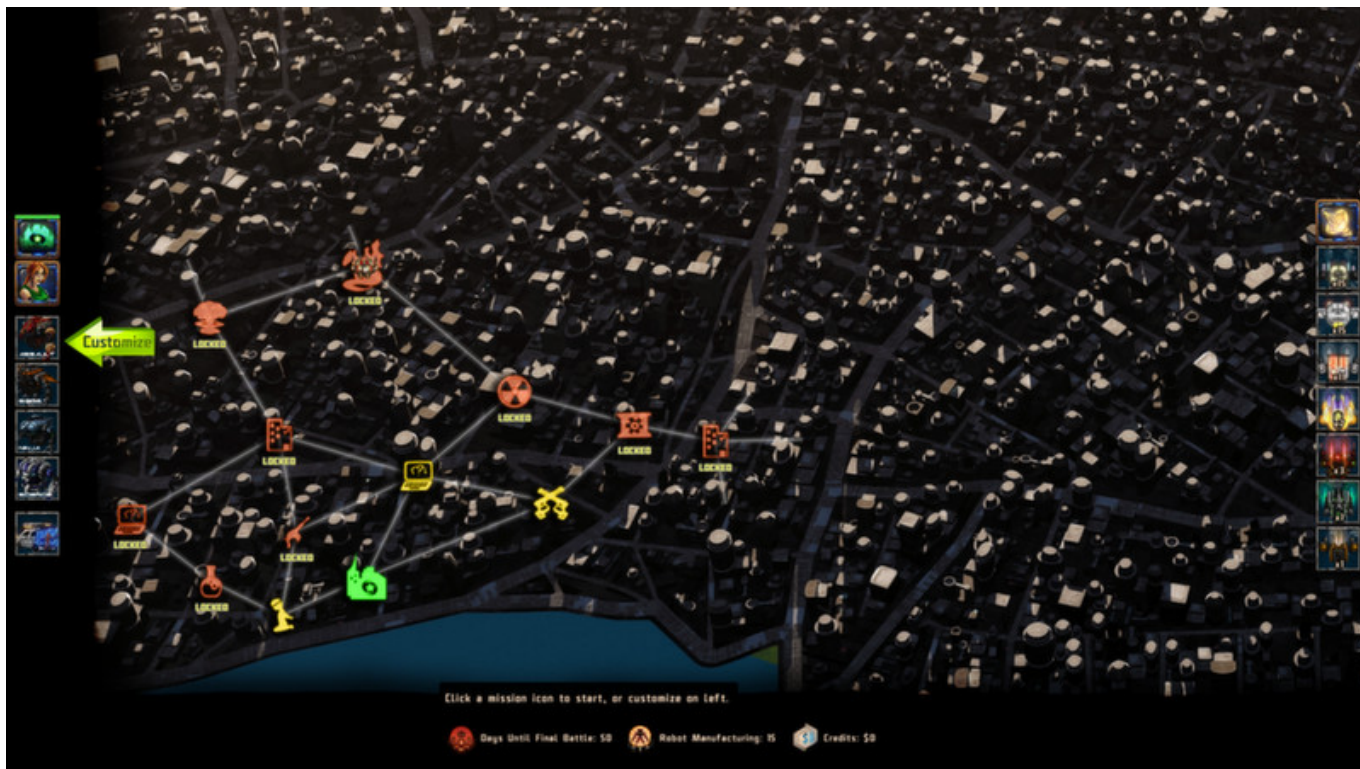 LOCKED
LOCKED
Customize
LOCKED
LOCKED
LOCKED
LOCKED
LOCKED
LOCKED
LOCKED
Click a mission icon to start, or customize on left.
Days Until Final Battle: 50
Robot Manufacturing: 15
Credits: $0